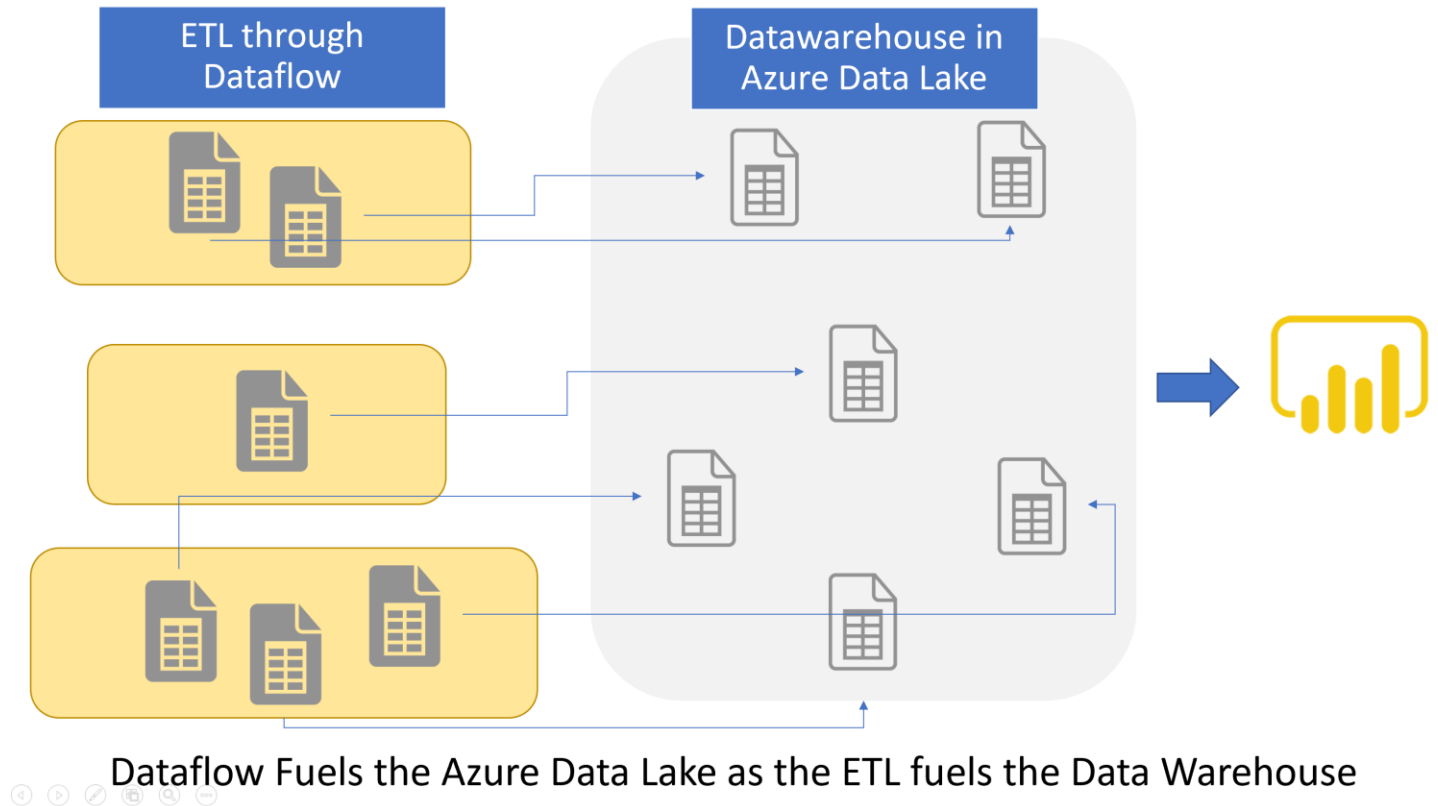 ETL through
Dataflow
Datawarehouse in
Azure Data Lake
Dataflow Fuels the Azure Data Lake as the ETL fuels the Data Warehouse